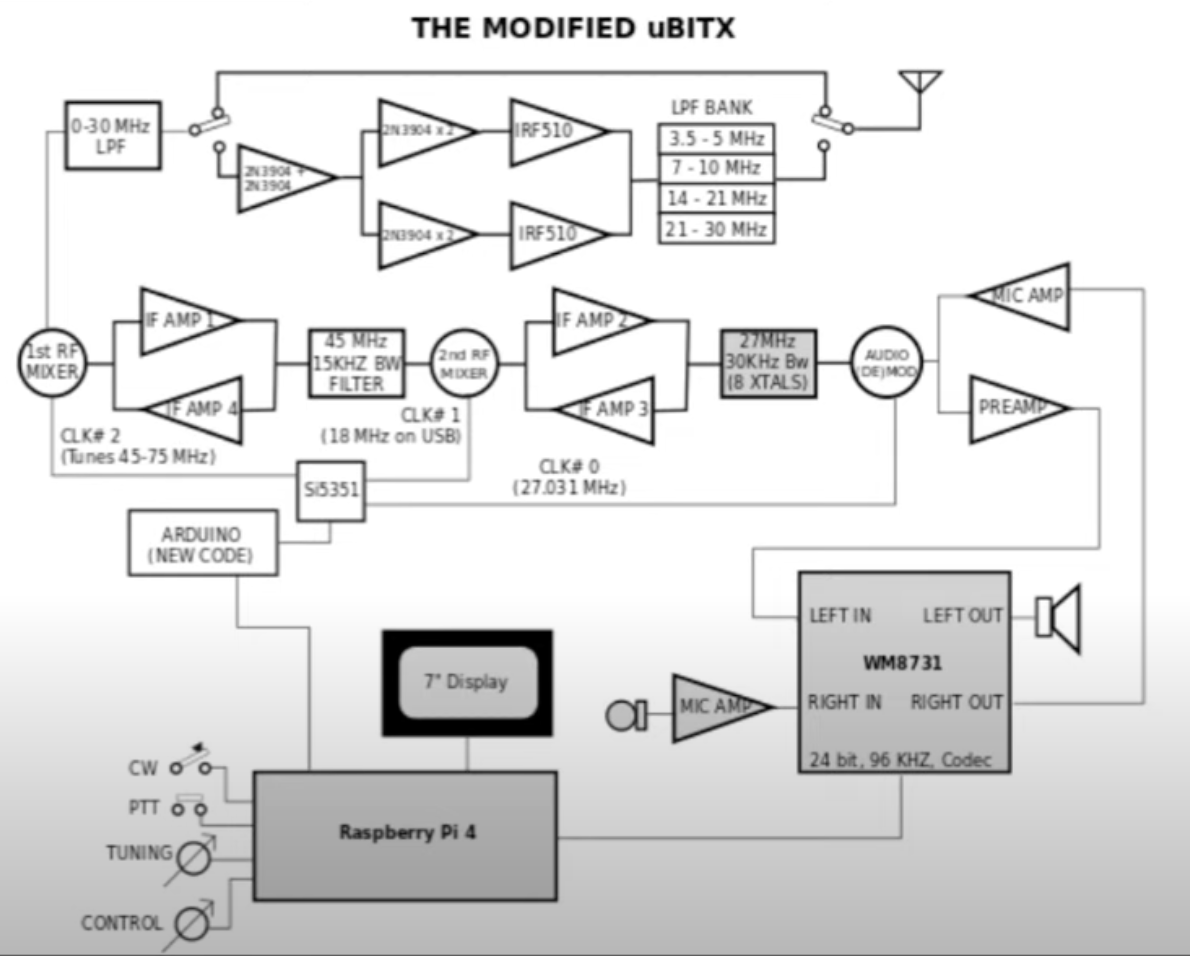 THE MODIFIED uBITX
0-30 MHz
LPF
2N3904 +
2N3904
2N3904 x 2
IRF510
2N3904 x 2
IRF510
LPF BANK
3.5 - 5 MHz
7 - 10 MHz
14 - 21 MHz
21 - 30 MHz
1st RF
MIXER
IF AMP 1
IF AMP 4
45 MHz
15KHZ BW
FILTER
2nd RF
MIXER
IF AMP 2
IF AMP 3
27MHz
30KHz Bw
(8 XTALS)
AUDIO
(DE)MOD
MIC AMP
PREAMP
CLK# 2
(Tunes 45-75 MHz)
CLK# 1
(18 MHz on USB)
CLK# 0
(27.031 MHz)
Si5351
ARDUINO
(NEW CODE)
7" Display
MIC AMP
LEFT IN
LEFT OUT
WM8731
RIGHT IN
RIGHT OUT
24 bit, 96 KHZ, Codec
CW
PTT
TUNING
CONTROL
Raspberry Pi 4